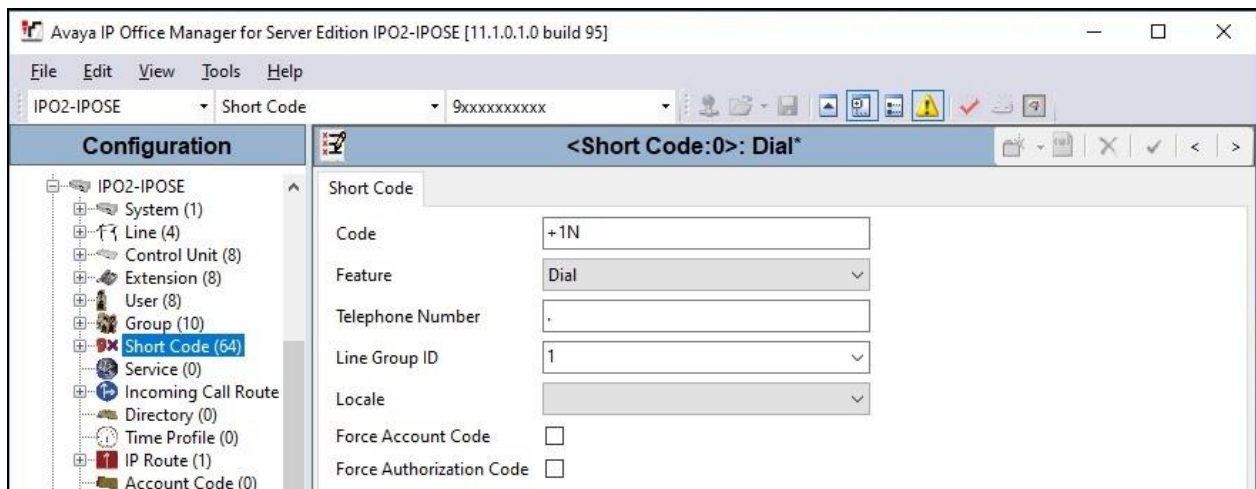 Avaya IP Office Manager for Server Edition IPO2-IPOSE [11.1.0.1.0 build 95]
File Edit View Tools Help
IPO2-IPOSE Short Code 9xxxxxxxxxx
Configuration
<Short Code:0>: Dial*
IPO2-IPOSE
System (1)
Line (4)
Control Unit (8)
Extension (8)
User (8)
Group (10)
Short Code (64)
Service (0)
Incoming Call Route
Directory (0)
Time Profile (0)
IP Route (1)
Account Code (0)
Short Code
Code +1N
Feature Dial
Telephone Number .
Line Group ID 1
Locale
Force Account Code
Force Authorization Code